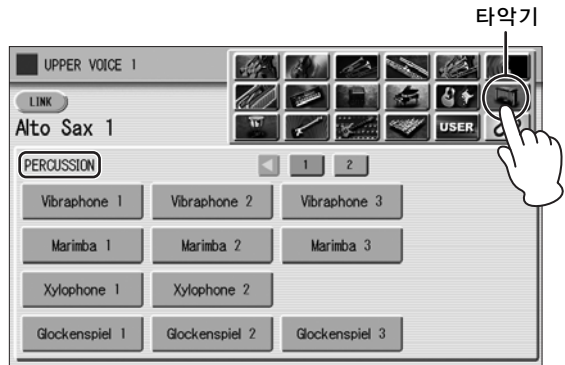 타악기
UPPER VOICE 1
LINK
Alto Sax 1
USER
PERCUSSION
1 2
Vibraphone 1 Vibraphone 2 Vibraphone 3
Marimba 1 Marimba 2 Marimba 3
Xylophone 1 Xylophone 2
Glockenspiel 1 Glockenspiel 2 Glockenspiel 3